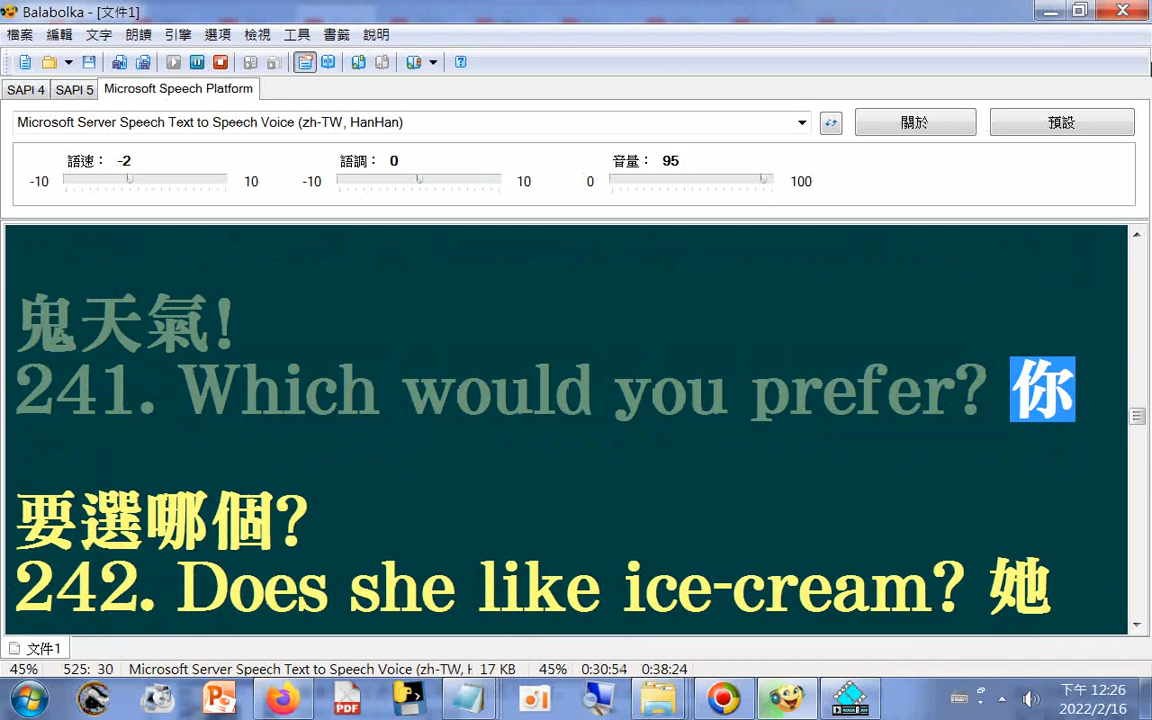 Balabolka - [文件1]
檔案 編輯 文字 朗讀 引擎 選項 檢視 工具 書籤 說明
SAPI 4 SAPI 5 Microsoft Speech Platform
Microsoft Server Speech Text to Speech Voice (zh-TW, HanHan) 關於 預設
語速： -2 語調： 0 音量： 95
-10 10 -10 10 0 100
鬼天氣!
241. Which would you prefer? 你
要選哪個?
242. Does she like ice-cream? 她
文件1
45% 525: 30 Microsoft Server Speech Text to Speech Voice (zh-TW, H 17 KB 45% 0:30:54 0:38:24
PDF
下午 12:26
2022/2/16